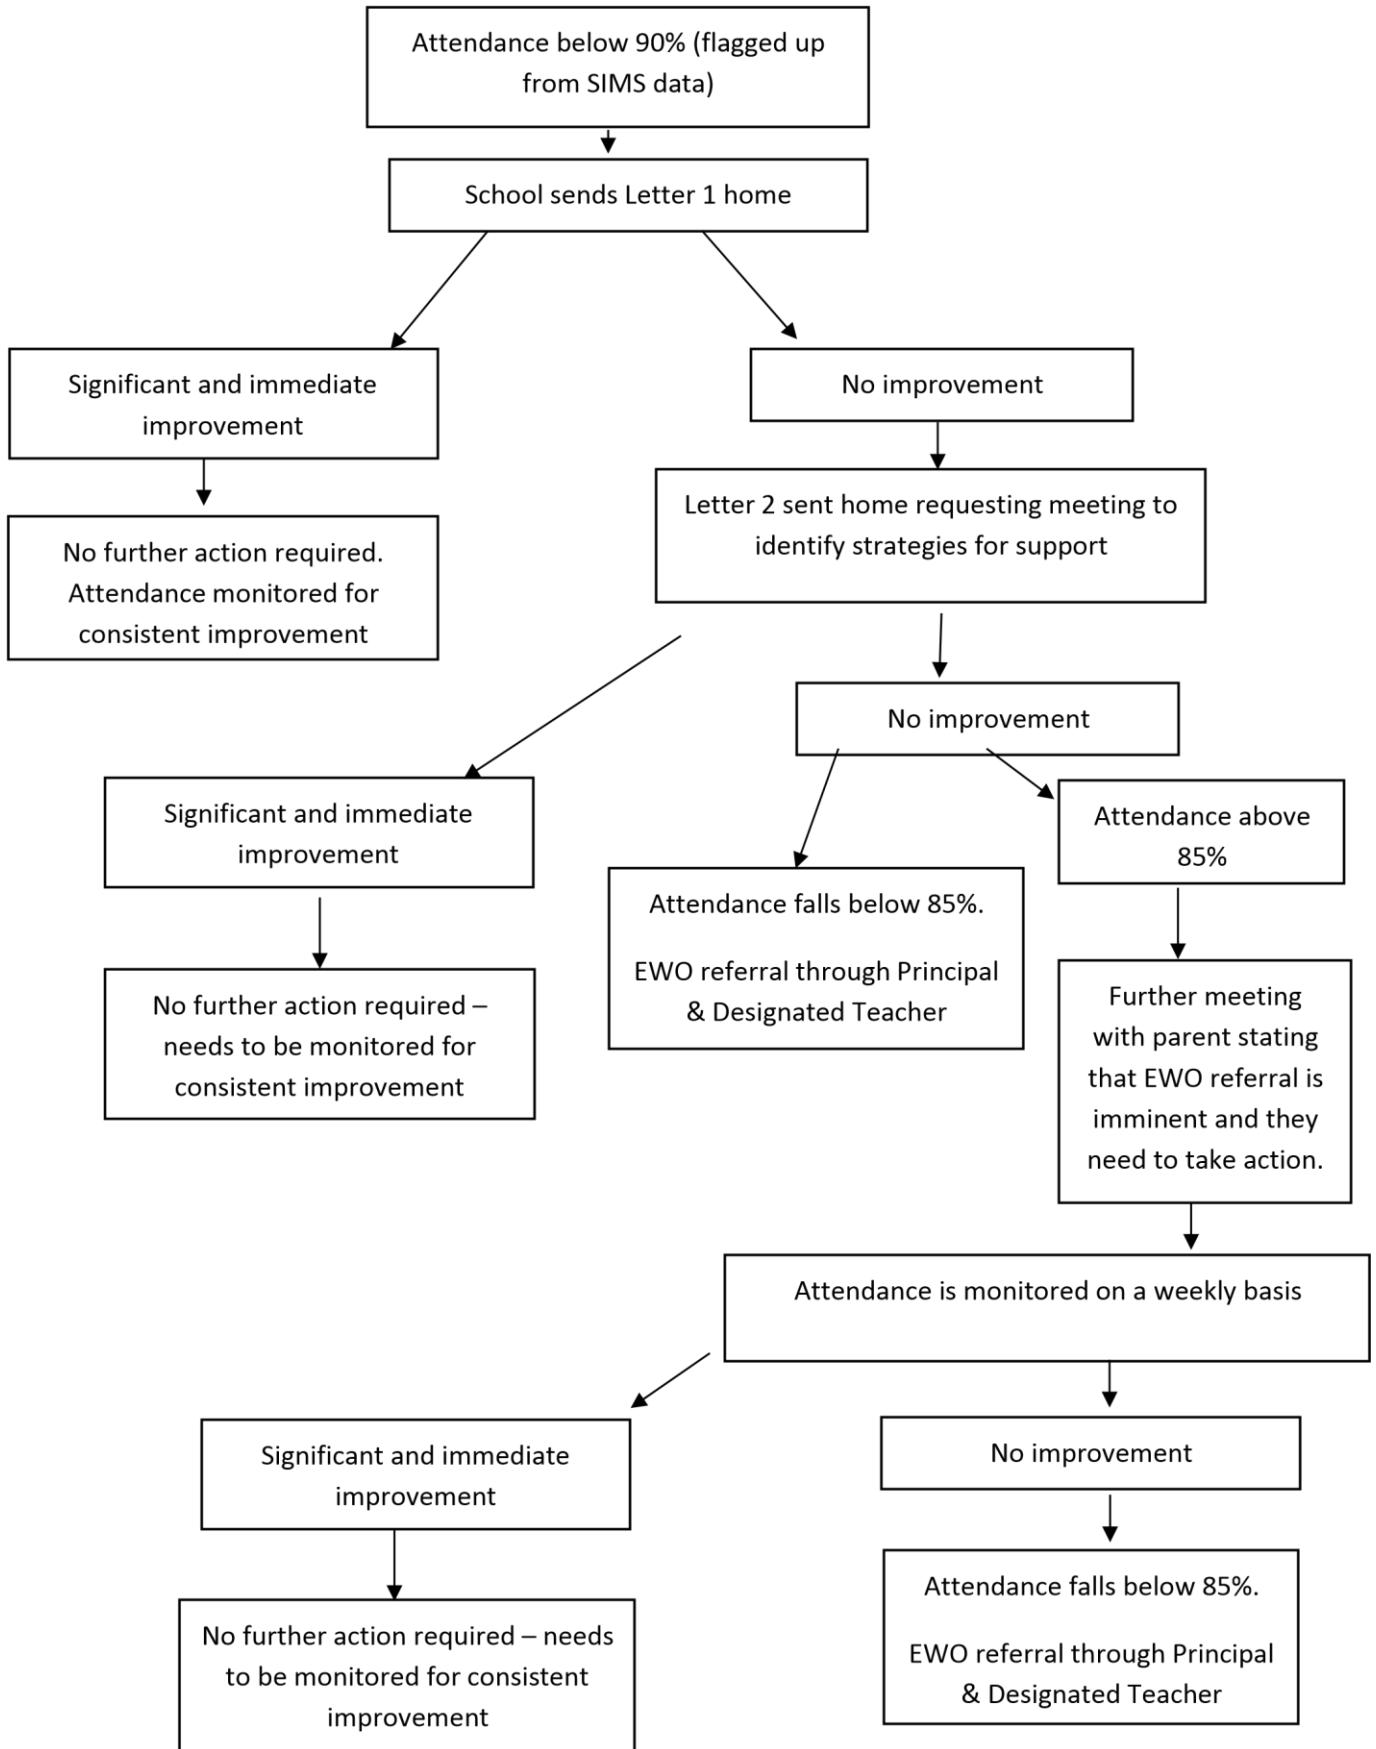 Attendance below 90% (flagged up
from SIMS data)
School sends Letter 1 home
Significant and immediate
improvement
No improvement
No further action required.
Attendance monitored for
consistent improvement
Letter 2 sent home requesting meeting to
identify strategies for support
No improvement
Significant and immediate
improvement
Attendance above
85%
Attendance falls below 85%.
EWO referral through Principal
& Designated Teacher
No further action required –
needs to be monitored for
consistent improvement
Further meeting
with parent stating
that EWO referral is
imminent and they
need to take action.
Attendance is monitored on a weekly basis
Significant and immediate
improvement
No improvement
No further action required – needs
to be monitored for consistent
improvement
Attendance falls below 85%.
EWO referral through Principal
& Designated Teacher